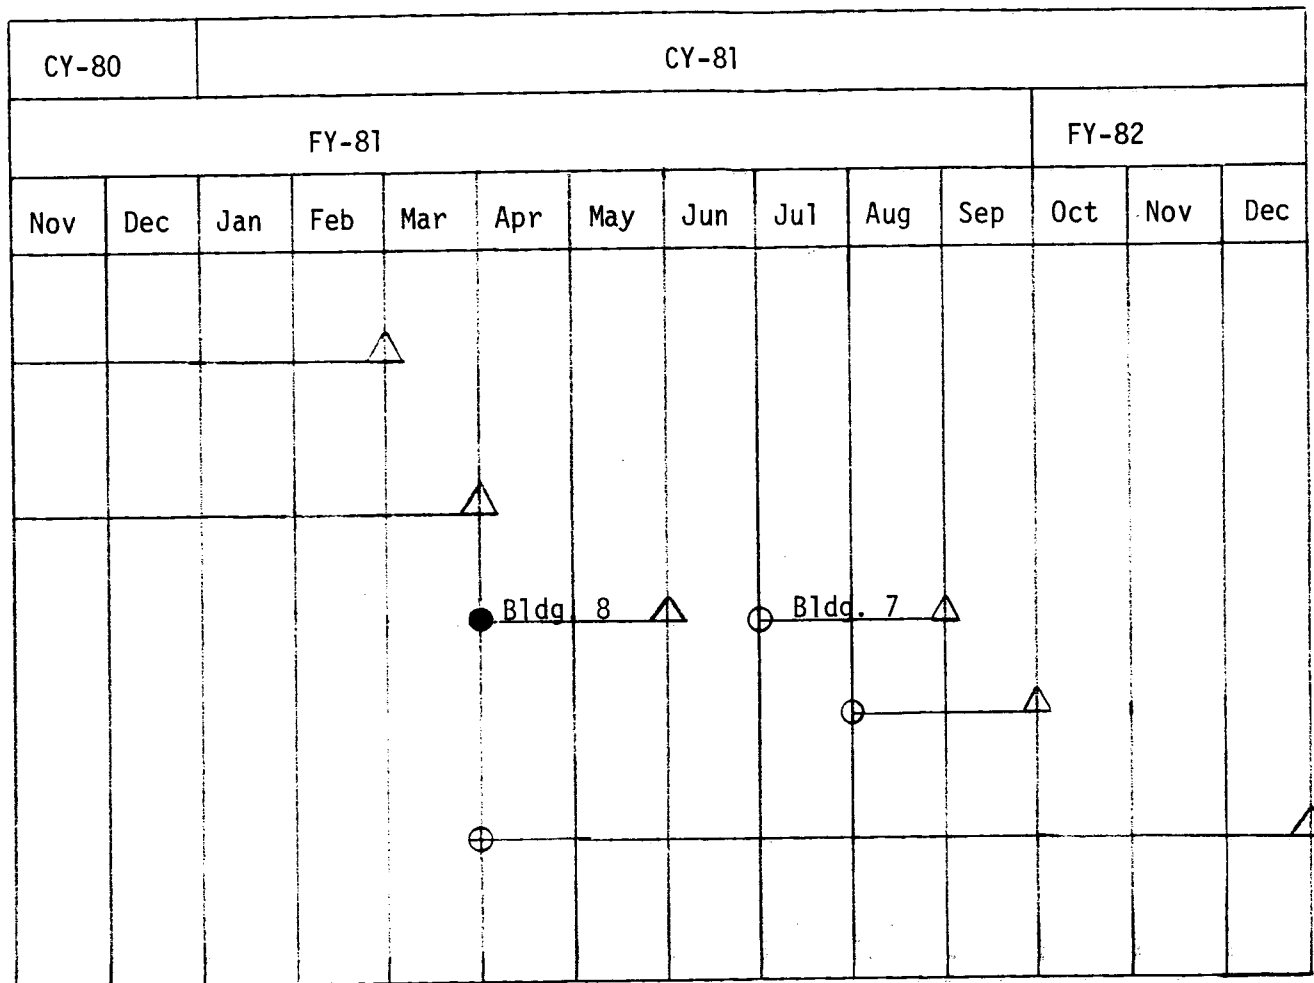 CY-80 CY-81
FY-81 FY-82
Nov Dec Jan Feb Mar Apr May Jun Jul Aug Sep Oct Nov Dec
Bldg. 8 Bldg. 7